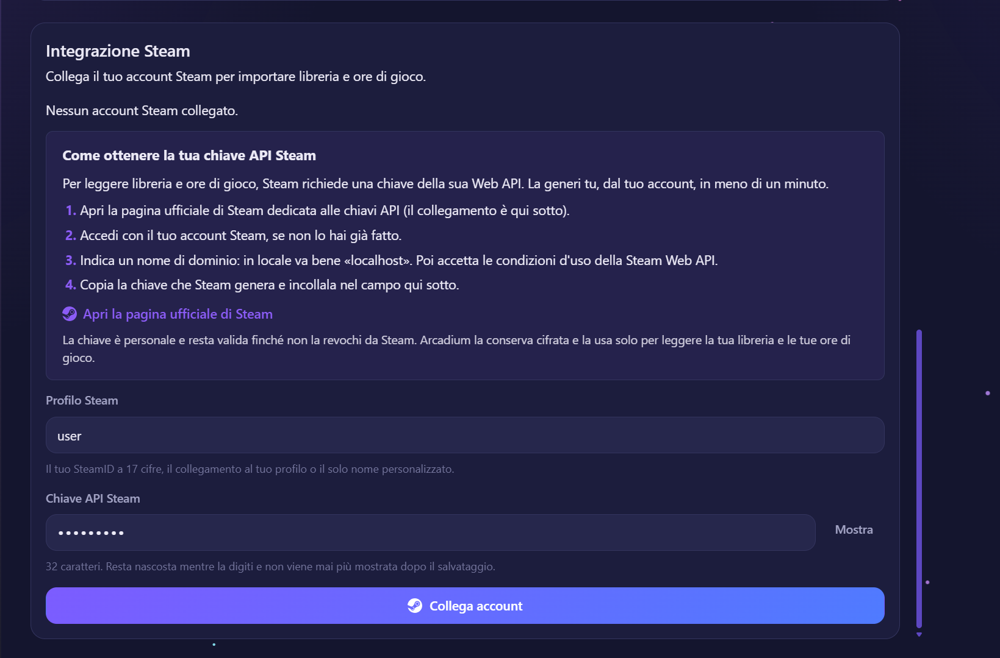 Integrazione Steam
Collega il tuo account Steam per importare libreria e ore di gioco.
Nessun account Steam collegato.
Come ottenere la tua chiave API Steam
Per leggere libreria e ore di gioco, Steam richiede una chiave della sua Web API. La generi tu, dal tuo account, in meno di un minuto.
1. Apri la pagina ufficiale di Steam dedicata alle chiavi API (il collegamento è qui sotto).
2. Accedi con il tuo account Steam, se non lo hai già fatto.
3. Indica un nome di dominio: in locale va bene «localhost». Poi accetta le condizioni d'uso della Steam Web API.
4. Copia la chiave che Steam genera e incollala nel campo qui sotto.
Apri la pagina ufficiale di Steam
La chiave è personale e resta valida finché non la revochi da Steam. Arcadium la conserva cifrata e la usa solo per leggere la tua libreria e le tue ore di
gioco.
Profilo Steam
user
Il tuo SteamID a 17 cifre, il collegamento al tuo profilo o il solo nome personalizzato.
Chiave API Steam
•••••••••
Mostra
32 caratteri. Resta nascosta mentre la digiti e non viene mai più mostrata dopo il salvataggio.
Collega account